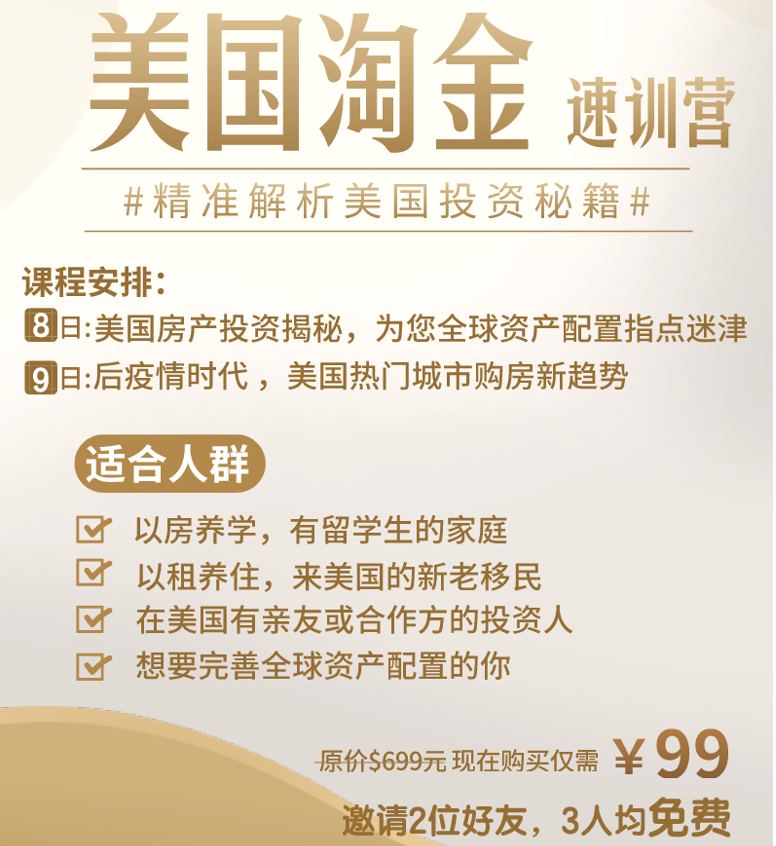 美国淘金 速训营
#精准解析美国投资秘籍#
课程安排：
8日:美国房产投资揭秘，为您全球资产配置指点迷津
9日:后疫情时代，美国热门城市购房新趋势
适合人群
以房养学，有留学生的家庭
以租养住，来美国的新老移民
在美国有亲友或合作方的投资人
想要完善全球资产配置的你
原价$699元 现在购买仅需 ¥99
邀请2位好友，3人均免费